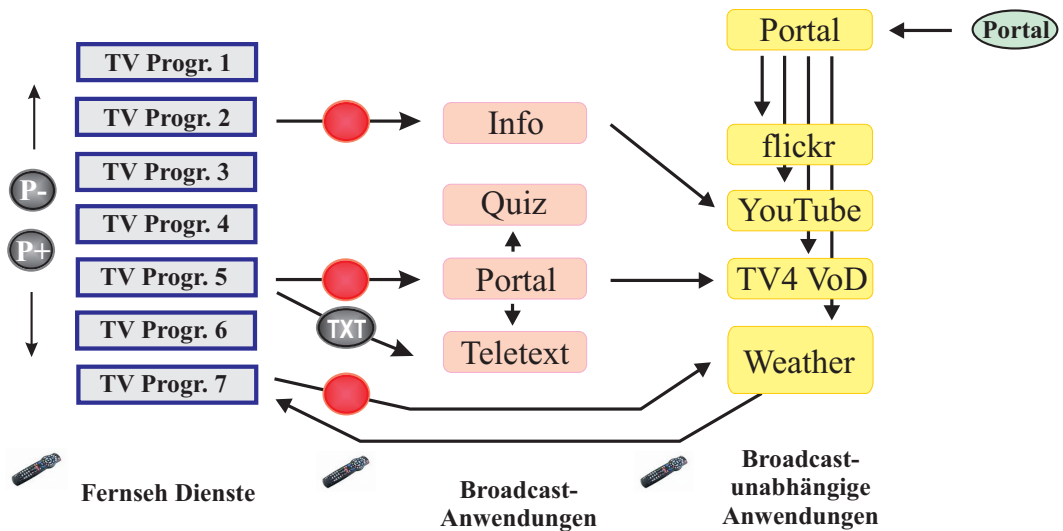 Portal
Portal
TV Progr. 1
TV Progr. 2
Info
flickr
TV Progr. 3
P-
Quiz
YouTube
TV Progr. 4
P+
TV Progr. 5
Portal
TV4 VoD
TXT
TV Progr. 6
Teletext
Weather
TV Progr. 7
Fernseh Dienste
Broadcast-
Anwendungen
Broadcast-
unabhängige
Anwendungen